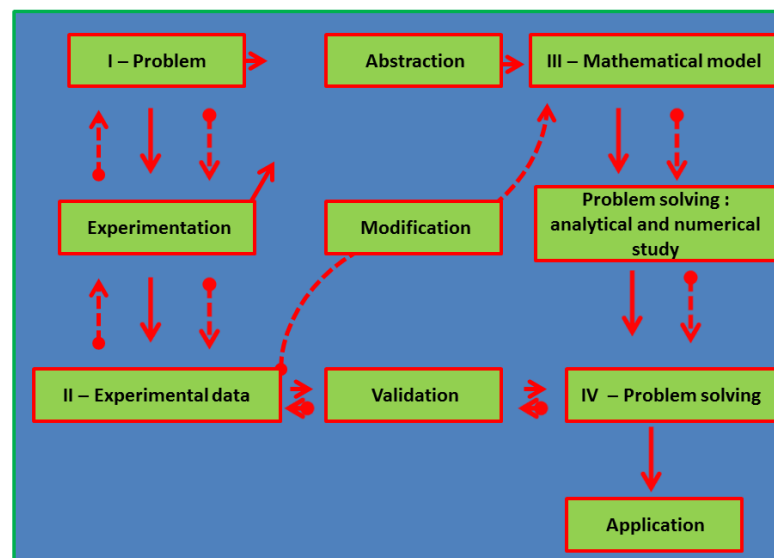 I – Problem
Abstraction
III – Mathematical model
Experimentation
Modification
Problem solving :
analytical and numerical
study
II – Experimental data
Validation
IV – Problem solving
Application